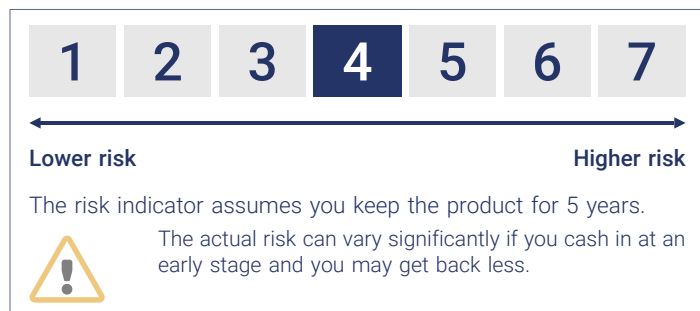 1 2 3 4 5 6 7
Lower risk Higher risk
The risk indicator assumes you keep the product for 5 years.
The actual risk can vary significantly if you cash in at an
early stage and you may get back less.